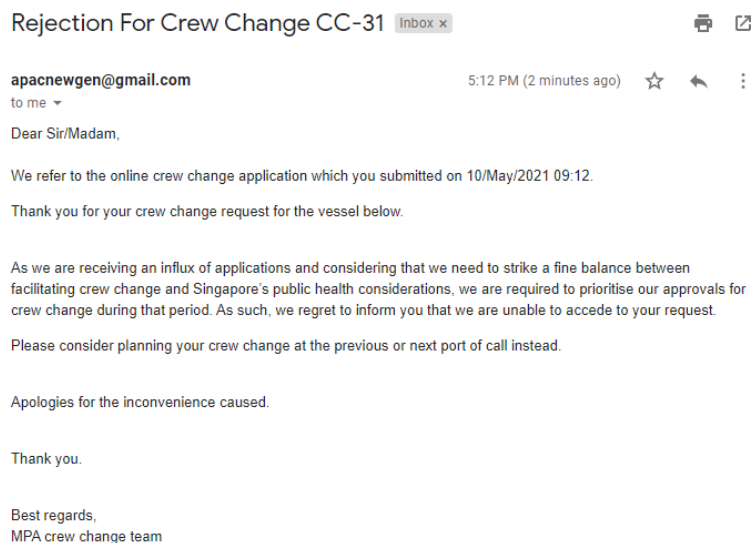 Rejection For Crew Change CC-31 Inbox x
apacnewgen@gmail.com 5:12 PM (2 minutes ago)
to me
Dear Sir/Madam,
We refer to the online crew change application which you submitted on 10/May/2021 09:12.
Thank you for your crew change request for the vessel below.
As we are receiving an influx of applications and considering that we need to strike a fine balance between
facilitating crew change and Singapore's public health considerations, we are required to prioritise our approvals for
crew change during that period. As such, we regret to inform you that we are unable to accede to your request.
Please consider planning your crew change at the previous or next port of call instead.
Apologies for the inconvenience caused.
Thank you.
Best regards,
MPA crew change team